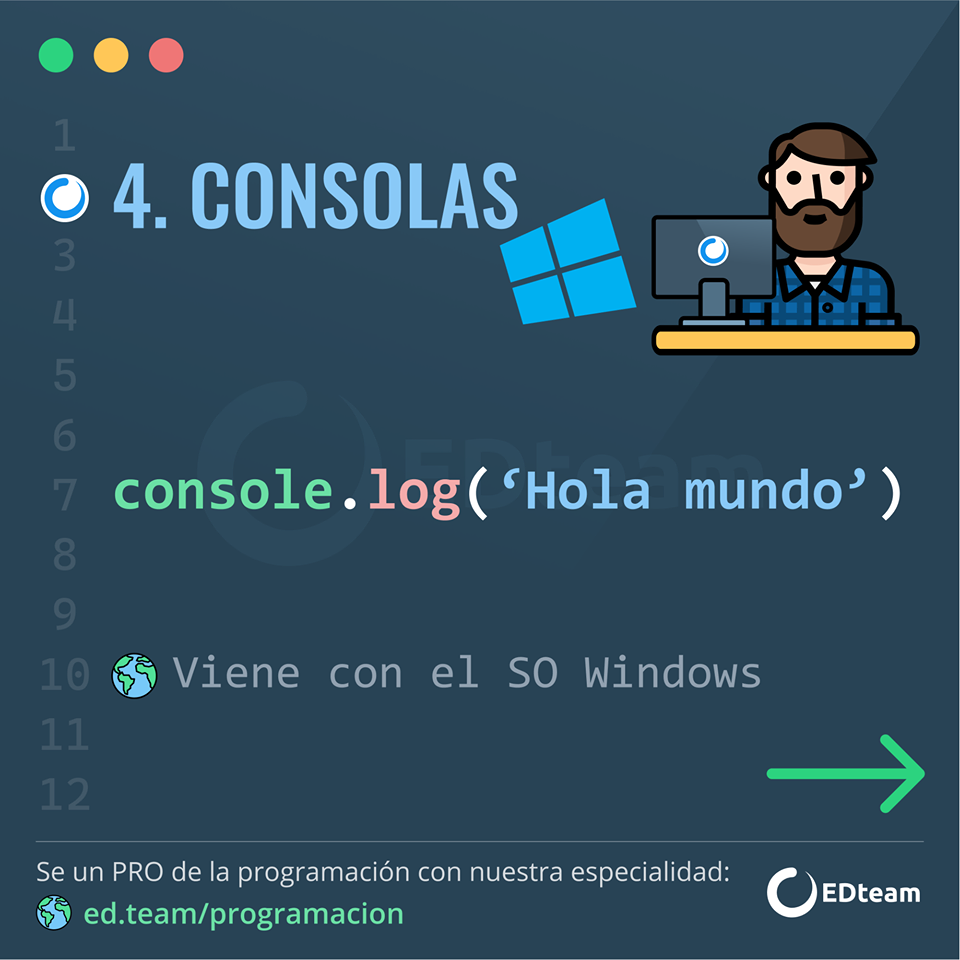 1
4. CONSOLAS
3
4
5
6
EDteam
7 console.log(‘Hola mundo’)
8
9
10 Viene con el SO Windows
11
12
Se un PRO de la programación con nuestra especialidad:
ed.team/programacion
EDteam